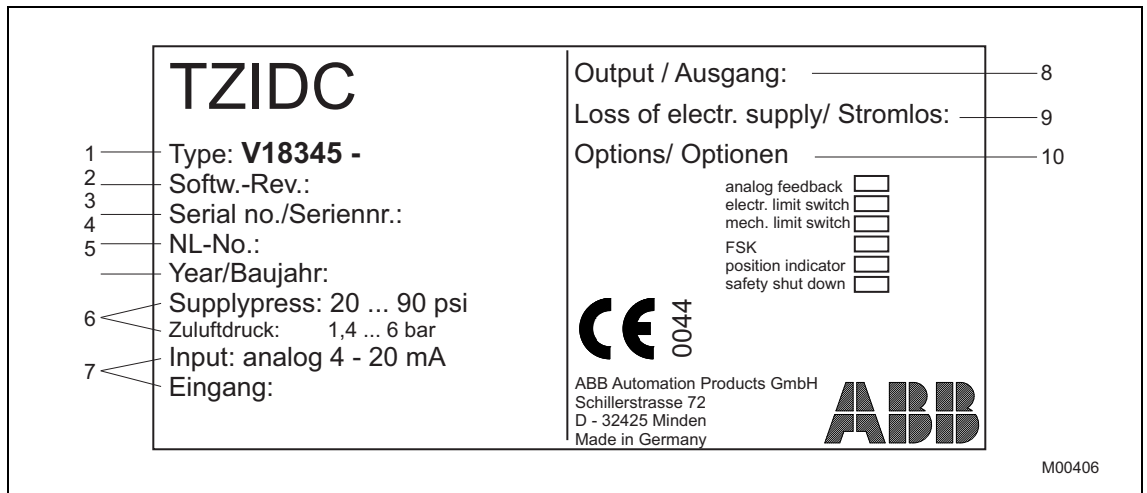 TZIDC
1 Type: V18345 -
2 Softw.-Rev.:
3
4 Serial no./Seriennr.:
5 NL-No.:
Year/Baujahr:
6 Supplypress: 20 ... 90 psi
Zuluftdruck: 1,4 ... 6 bar
7 Input: analog 4 - 20 mA
Eingang:
Output / Ausgang: 8
Loss of electr. supply/ Stromlos: 9
Options/ Optionen 10
analog feedback
electr. limit switch
mech. limit switch
FSK
position indicator
safety shut down
CE 0044
ABB Automation Products GmbH
Schillerstrasse 72
D - 32425 Minden
Made in Germany
ABB
M00406